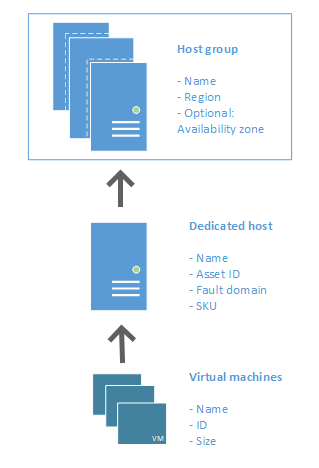 Host group
- Name
- Region
- Optional:
Availability zone
Dedicated host
- Name
- Asset ID
- Fault domain
- SKU
Virtual machines
- Name
- ID
- Size
VM